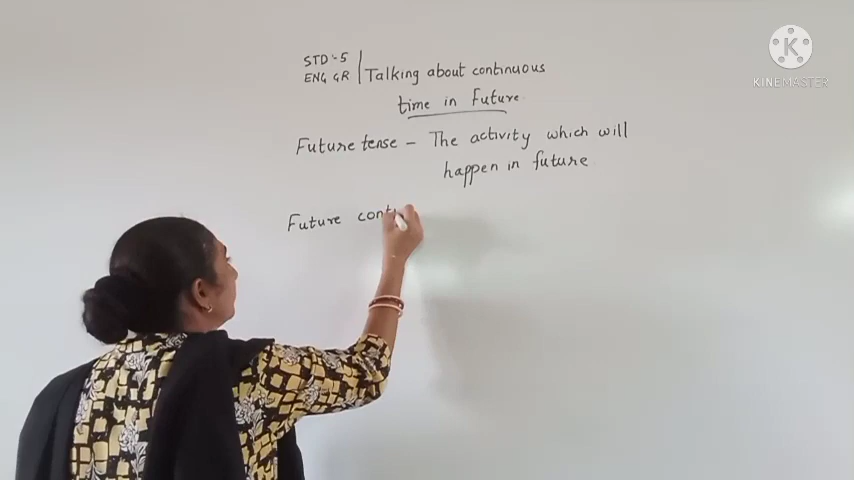 STD:-5
ENG GR
Talking about continuous
time in Future
Future tense - The activity which will
happen in future
Future cont
K
KINEMASTER